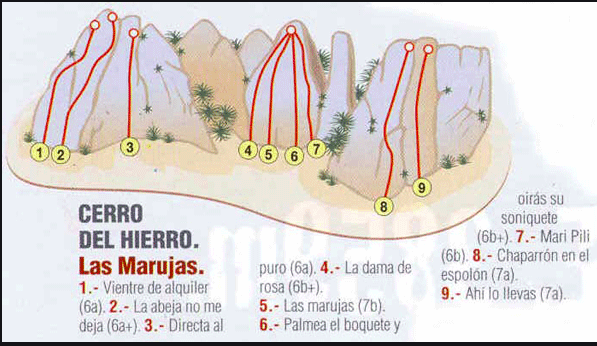 1
2
3
4
5
6
7
8
9
CERRO
DEL HIERRO.
Las Marujas.
1.- Vientre de alquiler
(6a). 2.- La abeja no me
deja (6a+). 3.- Directa al
puro (6a). 4.- La dama de
rosa (6b+).
5.- Las marujas (7b).
6.- Palmea el boquete y
oirás su
soniquete
(6b+). 7.- Mari Pili
(6b). 8.- Chaparrón en el
espolón (7a).
9.- Ahí lo llevas (7a).